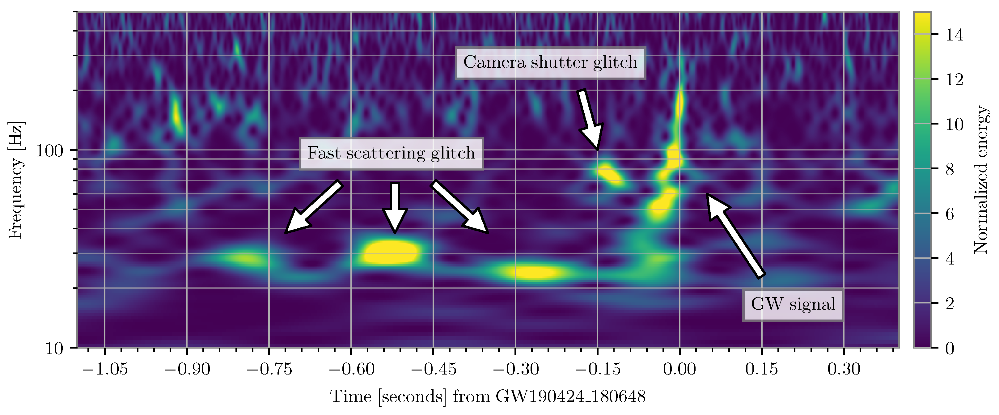 Camera shutter glitch
Fast scattering glitch
GW signal
Frequency [Hz]
100
10
−1.05 −0.90 −0.75 −0.60 −0.45 −0.30 −0.15 0.00 0.15 0.30
Time [seconds] from GW190424_180648
14
12
10
8
6
4
2
0
Normalized energy